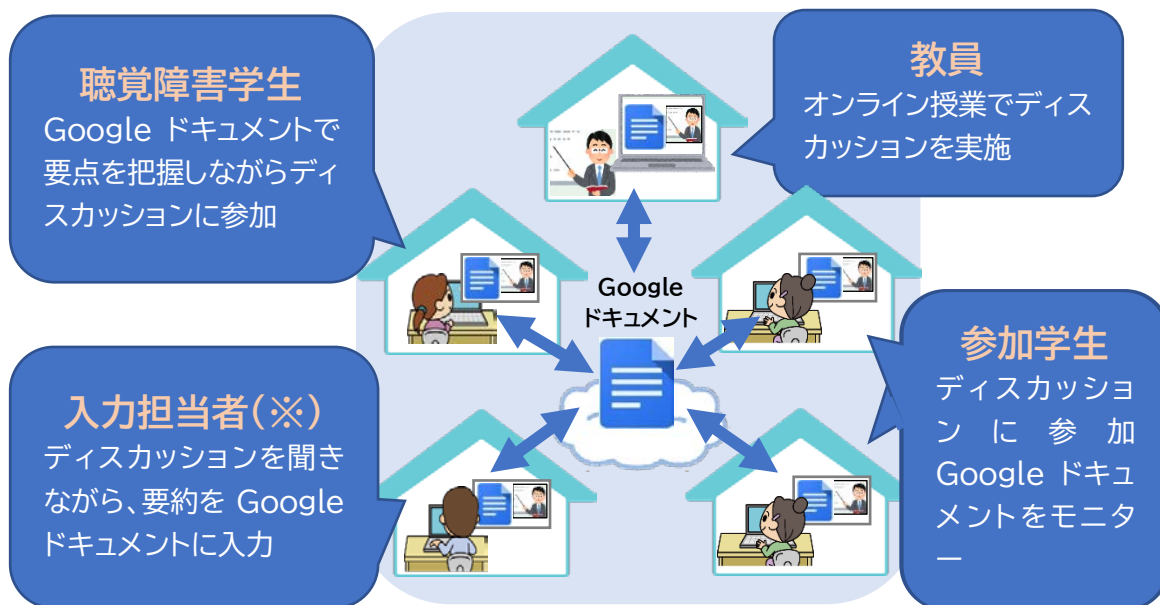 聴覚障害学生
Google ドキュメントで
要点を把握しながらディ
スカッションに参加
教員
オンライン授業でディス
カッションを実施
Google
ドキュメント
入力担当者(※)
ディスカッションを聞き
ながら、要約を Google
ドキュメントに入力
参加学生
ディスカッショ
ンに参加
Google ドキュ
メントをモニタ
ー